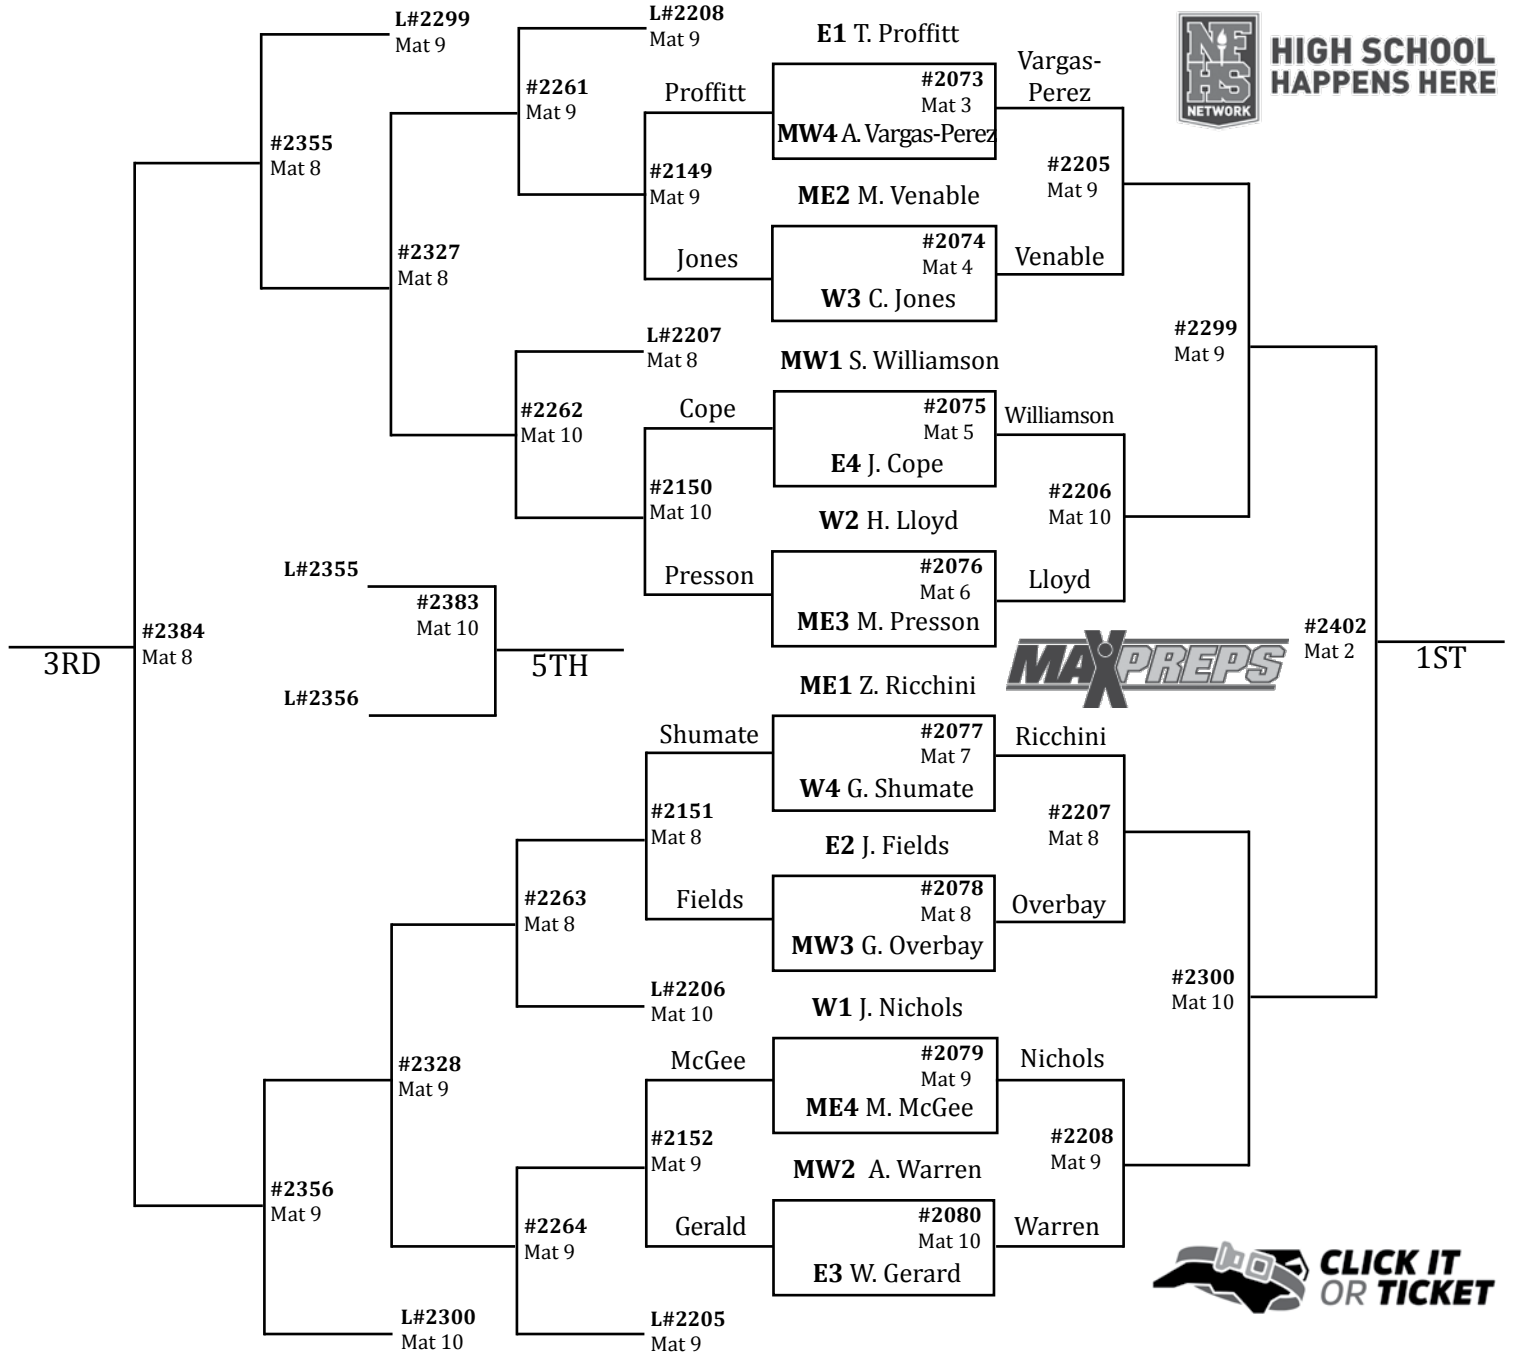 L#2299
Mat 9
L#2208
Mat 9
#2261
Mat 9
#2355
Mat 8
#2149
Mat 9
#2327
Mat 8
L#2207
Mat 8
#2262
Mat 10
#2150
Mat 10
L#2355
#2383
Mat 10
5TH
L#2356
#2384
Mat 8
3RD
#2151
Mat 8
#2263
Mat 8
L#2206
Mat 10
#2328
Mat 9
#2152
Mat 9
#2356
Mat 9
#2264
Mat 9
L#2300
Mat 10
L#2205
Mat 9
E1 T. Proffitt
Proffitt
#2073
Mat 3
MW4 A. Vargas-Perez
Vargas-
Perez
ME2 M. Venable
Jones
#2074
Mat 4
W3 C. Jones
Venable
MW1 S. Williamson
Cope
#2075
Mat 5
E4 J. Cope
Williamson
W2 H. Lloyd
Presson
#2076
Mat 6
ME3 M. Presson
Lloyd
ME1 Z. Ricchini
Shumate
#2077
Mat 7
W4 G. Shumate
Ricchini
E2 J. Fields
Fields
#2078
Mat 8
MW3 G. Overbay
Overbay
W1 J. Nichols
McGee
#2079
Mat 9
ME4 M. McGee
Nichols
MW2 A. Warren
Gerald
#2080
Mat 10
E3 W. Gerard
Warren
#2205
Mat 9
#2299
Mat 9
#2206
Mat 10
#2402
Mat 2
1ST
#2207
Mat 8
#2300
Mat 10
#2208
Mat 9
NFHS
NETWORK
HIGH SCHOOL
HAPPENS HERE
MAXPREPS
CLICK IT
OR TICKET